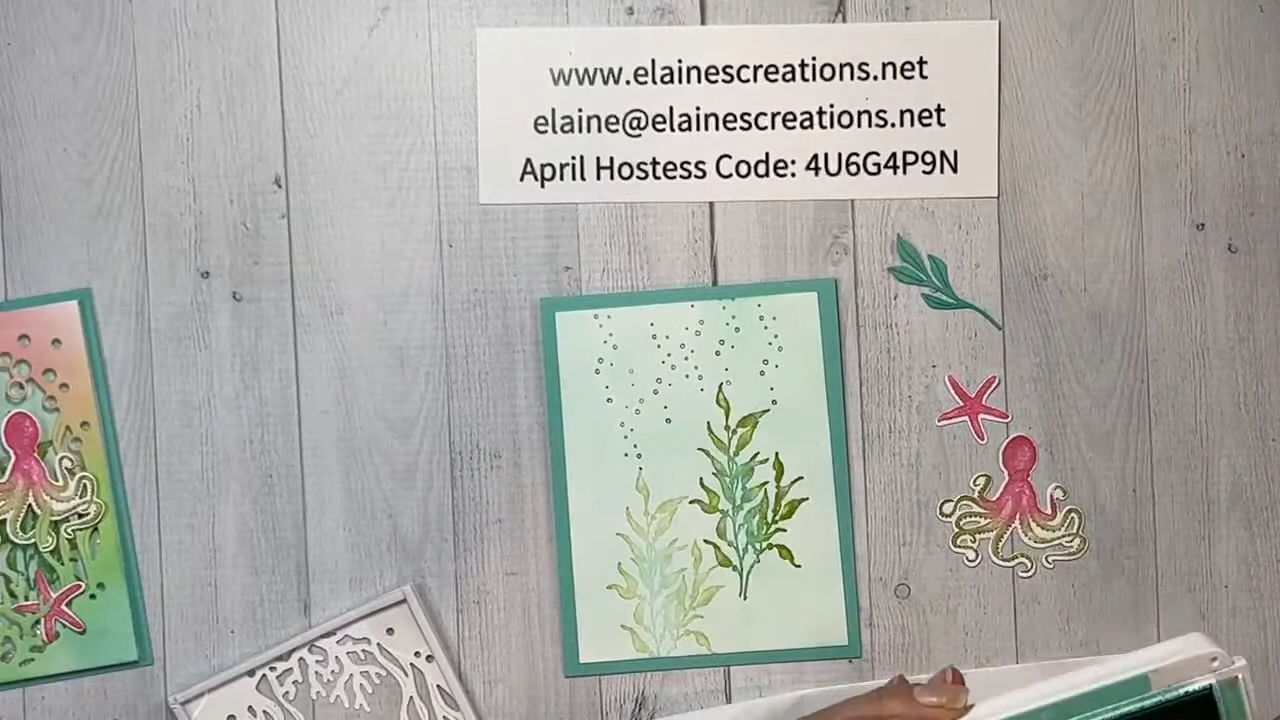 www.elainescreations.net
elaine@elainescreations.net
April Hostess Code: 4U6G4P9N